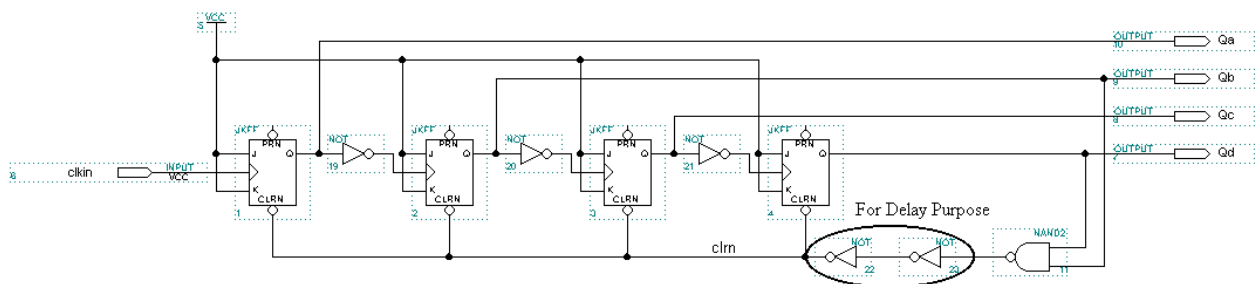 VCC
5
OUTPUT
10
Qa
OUTPUT
9
Qb
OUTPUT
8
Qc
OUTPUT
7
Qd
JKFF
PRN
J
Q
K
CLRN
1
NOT
19
JKFF
PRN
J
Q
K
CLRN
2
NOT
20
JKFF
PRN
J
Q
K
CLRN
3
NOT
21
JKFF
PRN
J
Q
K
CLRN
4
6
clkin
INPUT
VCC
For Delay Purpose
clrn
NOT
22
NOT
23
NAND2
11